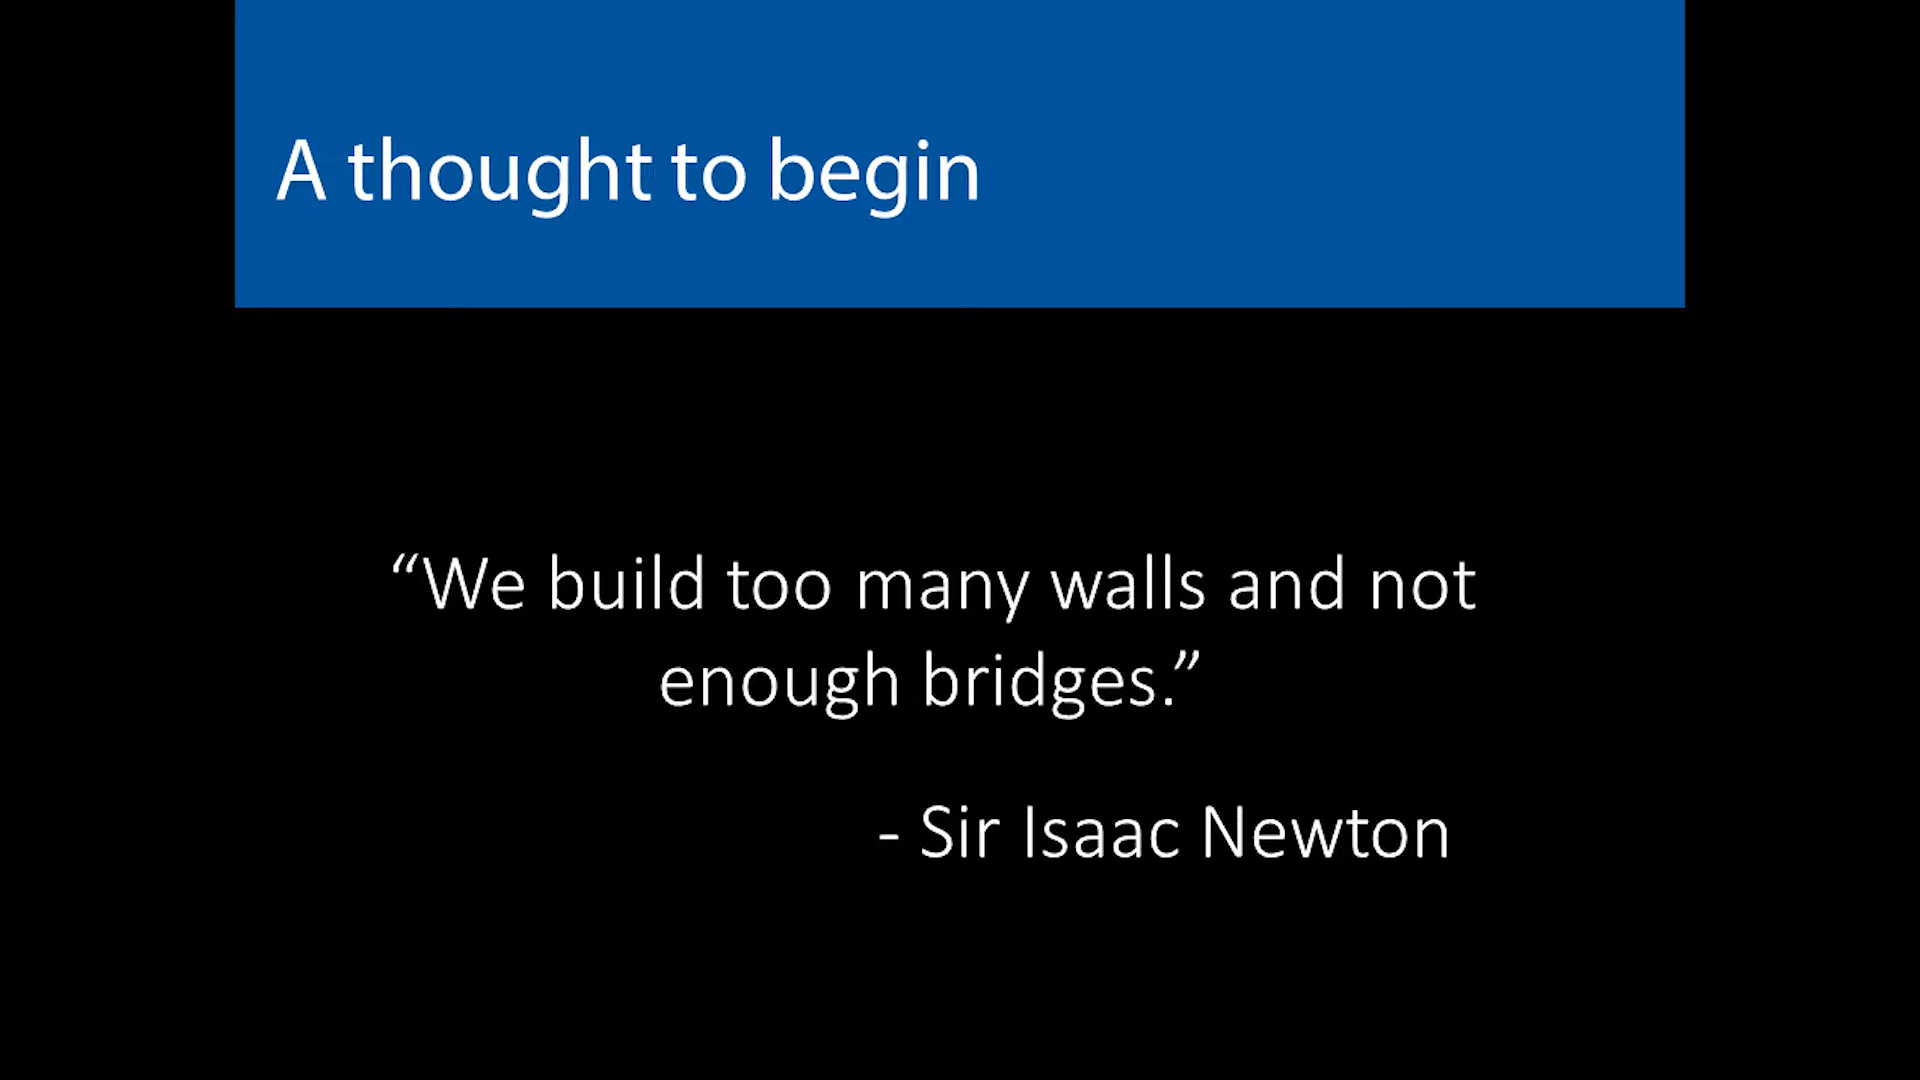 A thought to begin
“We build too many walls and not
enough bridges.”
- Sir Isaac Newton